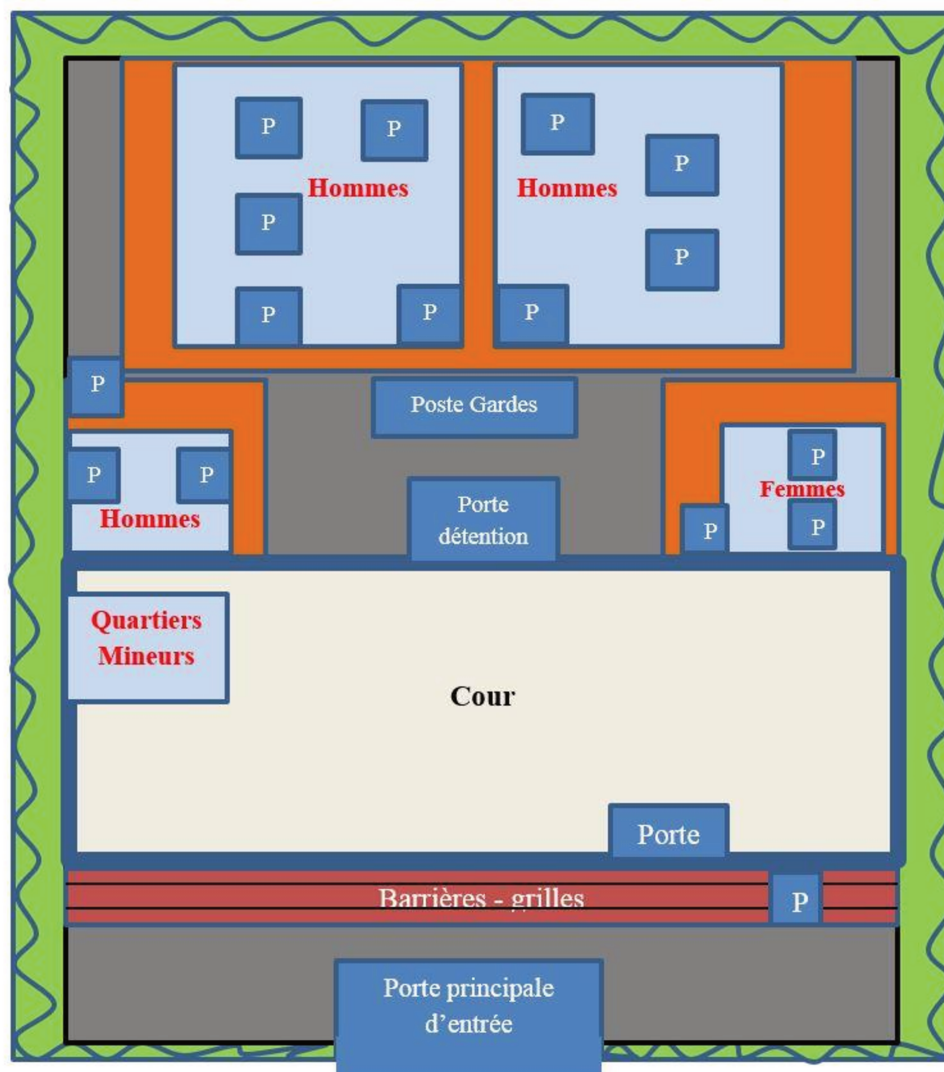 P
P
P
Hommes
Hommes
P
P
P
P
P
P
P
Poste Gardes
P
P
P
Femmes
Hommes
Porte
détention
P
P
Quartiers
Mineurs
Cour
Porte
Barrières - grilles
P
Porte principale
d'entrée